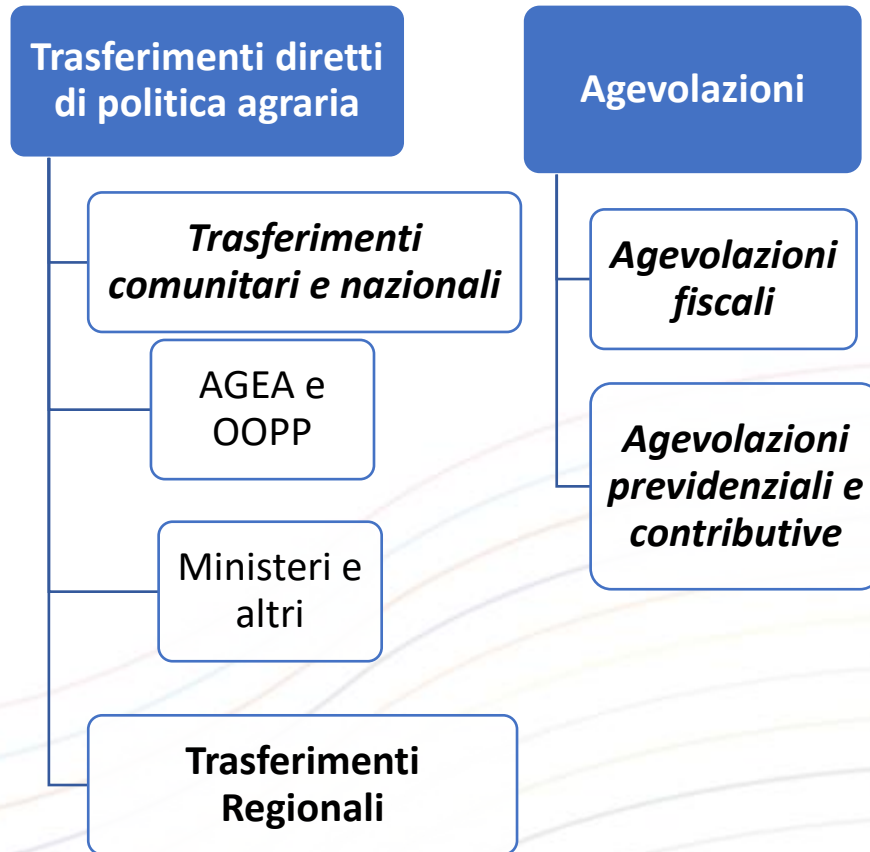 Trasferimenti diretti
di politica agraria
Trasferimenti
comunitari e nazionali
AGEA e
OOPP
Ministeri e
altri
Trasferimenti
Regionali
Agevolazioni
Agevolazioni
fiscali
Agevolazioni
previdenziali e
contributive